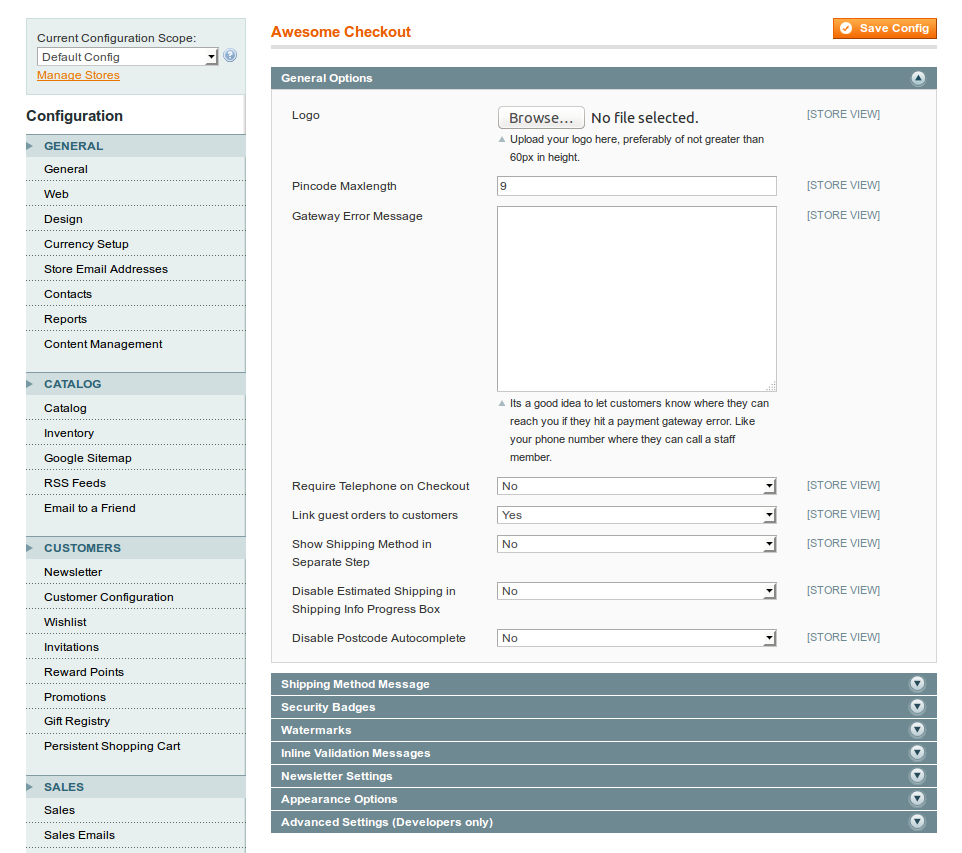 Current Configuration Scope:
Default Config
Manage Stores
Configuration
GENERAL
General
Web
Design
Currency Setup
Store Email Addresses
Contacts
Reports
Content Management
CATALOG
Catalog
Inventory
Google Sitemap
RSS Feeds
Email to a Friend
CUSTOMERS
Newsletter
Customer Configuration
Wishlist
Invitations
Reward Points
Promotions
Gift Registry
Persistent Shopping Cart
SALES
Sales
Sales Emails
Awesome Checkout
Save Config
General Options
Logo
Browse... No file selected.
[STORE VIEW]
Upload your logo here, preferably of not greater than
60px in height.
Pincode Maxlength
9
[STORE VIEW]
Gateway Error Message
[STORE VIEW]
Its a good idea to let customers know where they can
reach you if they hit a payment gateway error. Like
your phone number where they can call a staff
member.
Require Telephone on Checkout
No
[STORE VIEW]
Link guest orders to customers
Yes
[STORE VIEW]
Show Shipping Method in
Separate Step
No
[STORE VIEW]
Disable Estimated Shipping in
Shipping Info Progress Box
No
[STORE VIEW]
Disable Postcode Autocomplete
No
[STORE VIEW]
Shipping Method Message
Security Badges
Watermarks
Inline Validation Messages
Newsletter Settings
Appearance Options
Advanced Settings (Developers only)